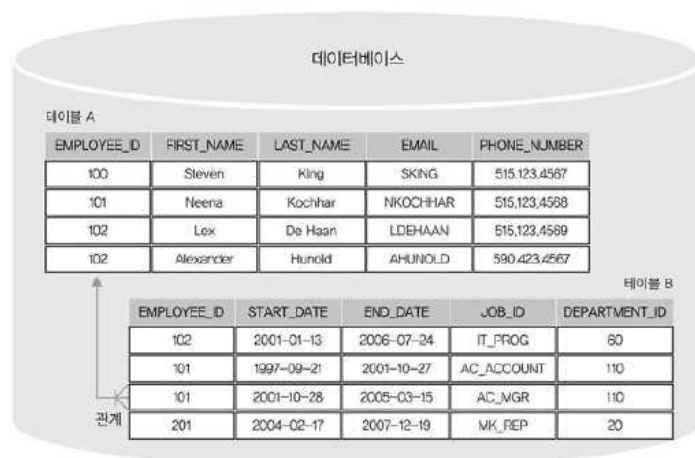 데이터베이스
테이블 A
EMPLOYEE_ID FIRST_NAME LAST_NAME EMAIL PHONE_NUMBER
100 Steven King SKING 515.123.4567
101 Neena Kochhar NKOCHHAR 515.123.4568
102 Lex De Haan LDEHAAN 515.123.4569
102 Alexander Hunold AHUNOLD 590.423.4567
테이블 B
EMPLOYEE_ID START_DATE END_DATE JOB_ID DEPARTMENT_ID
102 2001-01-13 2006-07-24 IT_PROG 60
101 1997-09-21 2001-10-27 AC_ACCOUNT 110
101 2001-10-28 2005-03-15 AC_MGR 110
관계
201 2004-02-17 2007-12-19 MK_REP 20